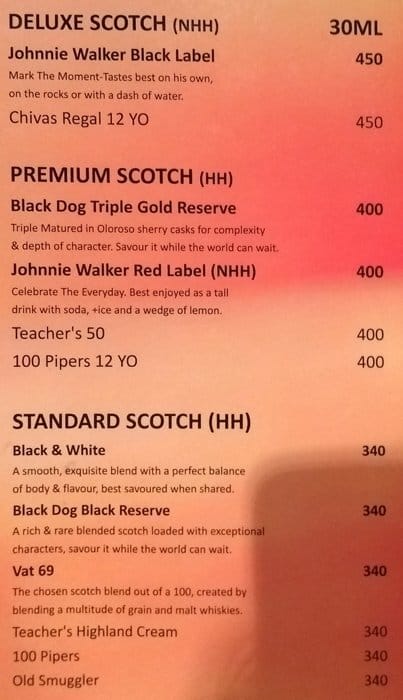 DELUXE SCOTCH (NHH) 30ML
Johnnie Walker Black Label 450
Mark The Moment-Tastes best on his own,
on the rocks or with a dash of water.
Chivas Regal 12 YO 450
PREMIUM SCOTCH (HH)
Black Dog Triple Gold Reserve 400
Triple Matured in Oloroso sherry casks for complexity
& depth of character. Savour it while the world can wait.
Johnnie Walker Red Label (NHH) 400
Celebrate The Everyday. Best enjoyed as a tall
drink with soda, +ice and a wedge of lemon.
Teacher's 50 400
100 Pipers 12 YO 400
STANDARD SCOTCH (HH)
Black & White 340
A smooth, exquisite blend with a perfect balance
of body & flavour, best savoured when shared.
Black Dog Black Reserve 340
A rich & rare blended scotch loaded with exceptional
characters, savour it while the world can wait.
Vat 69 340
The chosen scotch blend out of a 100, created by
blending a multitude of grain and malt whiskies.
Teacher's Highland Cream 340
100 Pipers 340
Old Smuggler 340